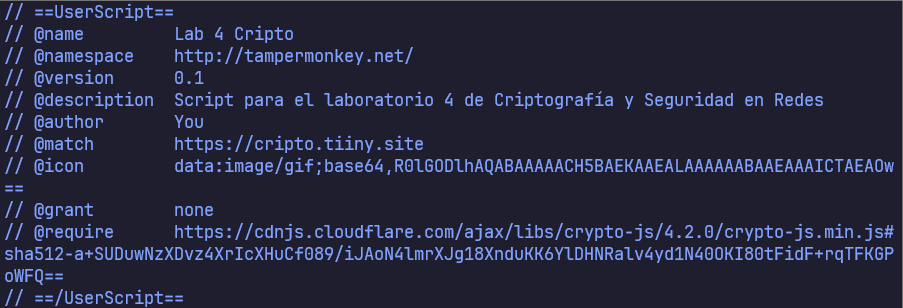 // ==UserScript==
// @name         Lab 4 Cripto
// @namespace    http://tampermonkey.net/
// @version      0.1
// @description  Script para el laboratorio 4 de Criptografía y Seguridad en Redes
// @author       You
// @match        https://cripto.tiiny.site
// @icon         data:image/gif;base64,R0lGODlhAQABAAAAACH5BAEKAAEALAAAAAABAAEAAAICTAEAOw
==
// @grant        none
// @require      https://cdnjs.cloudflare.com/ajax/libs/crypto-js/4.2.0/crypto-js.min.js#
sha512-a+SUDuwNzXDvz4XrIcXHuCf089/iJAoN4lmrXJg18XnduKK6YlDHNRalv4yd1N40OKI80tFidF+rqTFKGP
oWFQ==
// ==/UserScript==